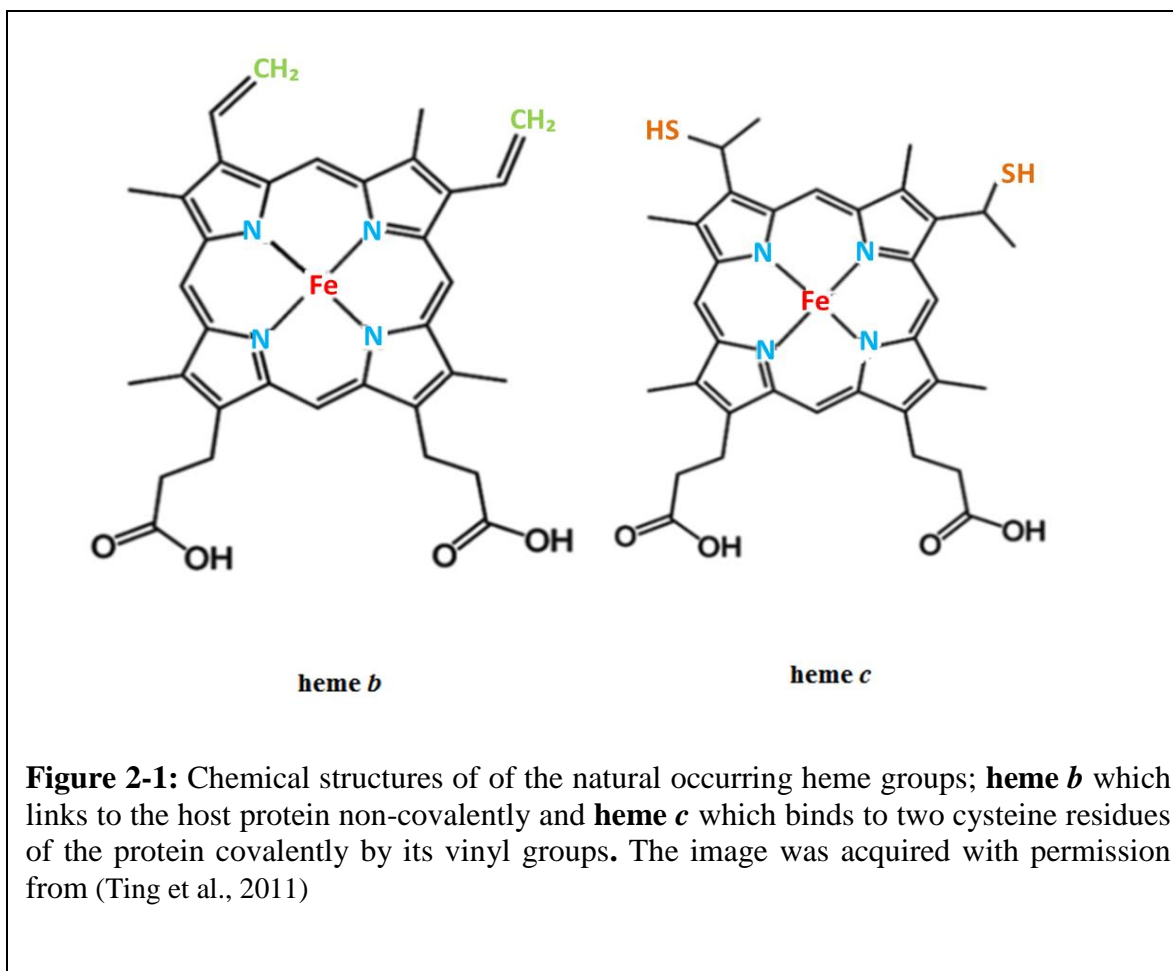 CH₂
CH₂
N N
Fe
N N
O OH
O OH
HS
SH
N N
Fe
N N
O OH
O OH
heme b
heme c
Figure 2-1: Chemical structures of of the natural occurring heme groups; heme b which
links to the host protein non-covalently and heme c which binds to two cysteine residues
of the protein covalently by its vinyl groups. The image was acquired with permission
from (Ting et al., 2011)